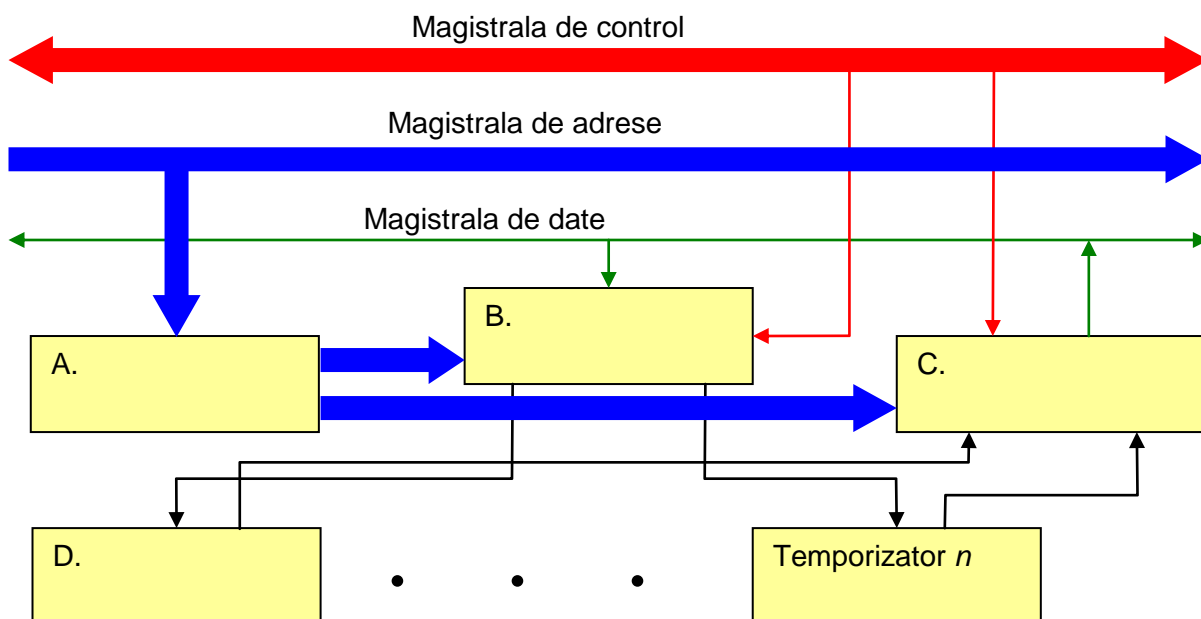 Magistrala de control
Magistrala de adrese
Magistrala de date
B.
A.
C.
D.
Temporizator n